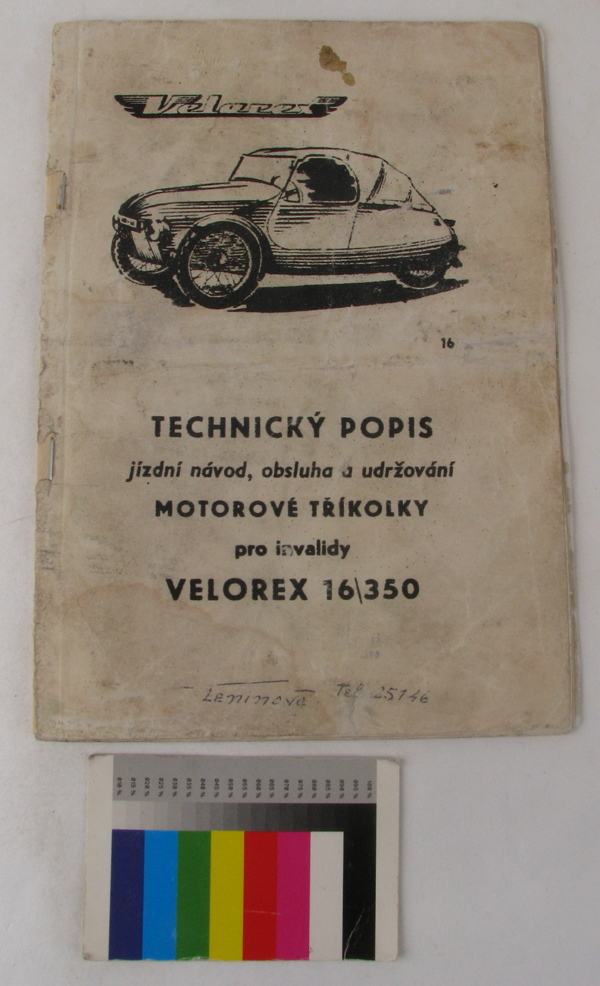 Velorex
16
TECHNICKÝ POPIS
jízdní návod, obsluha a udržování
MOTOROVÉ TŘÍKOLKY
pro invalidy
VELOREX 16\350
Leninova Tel 25146